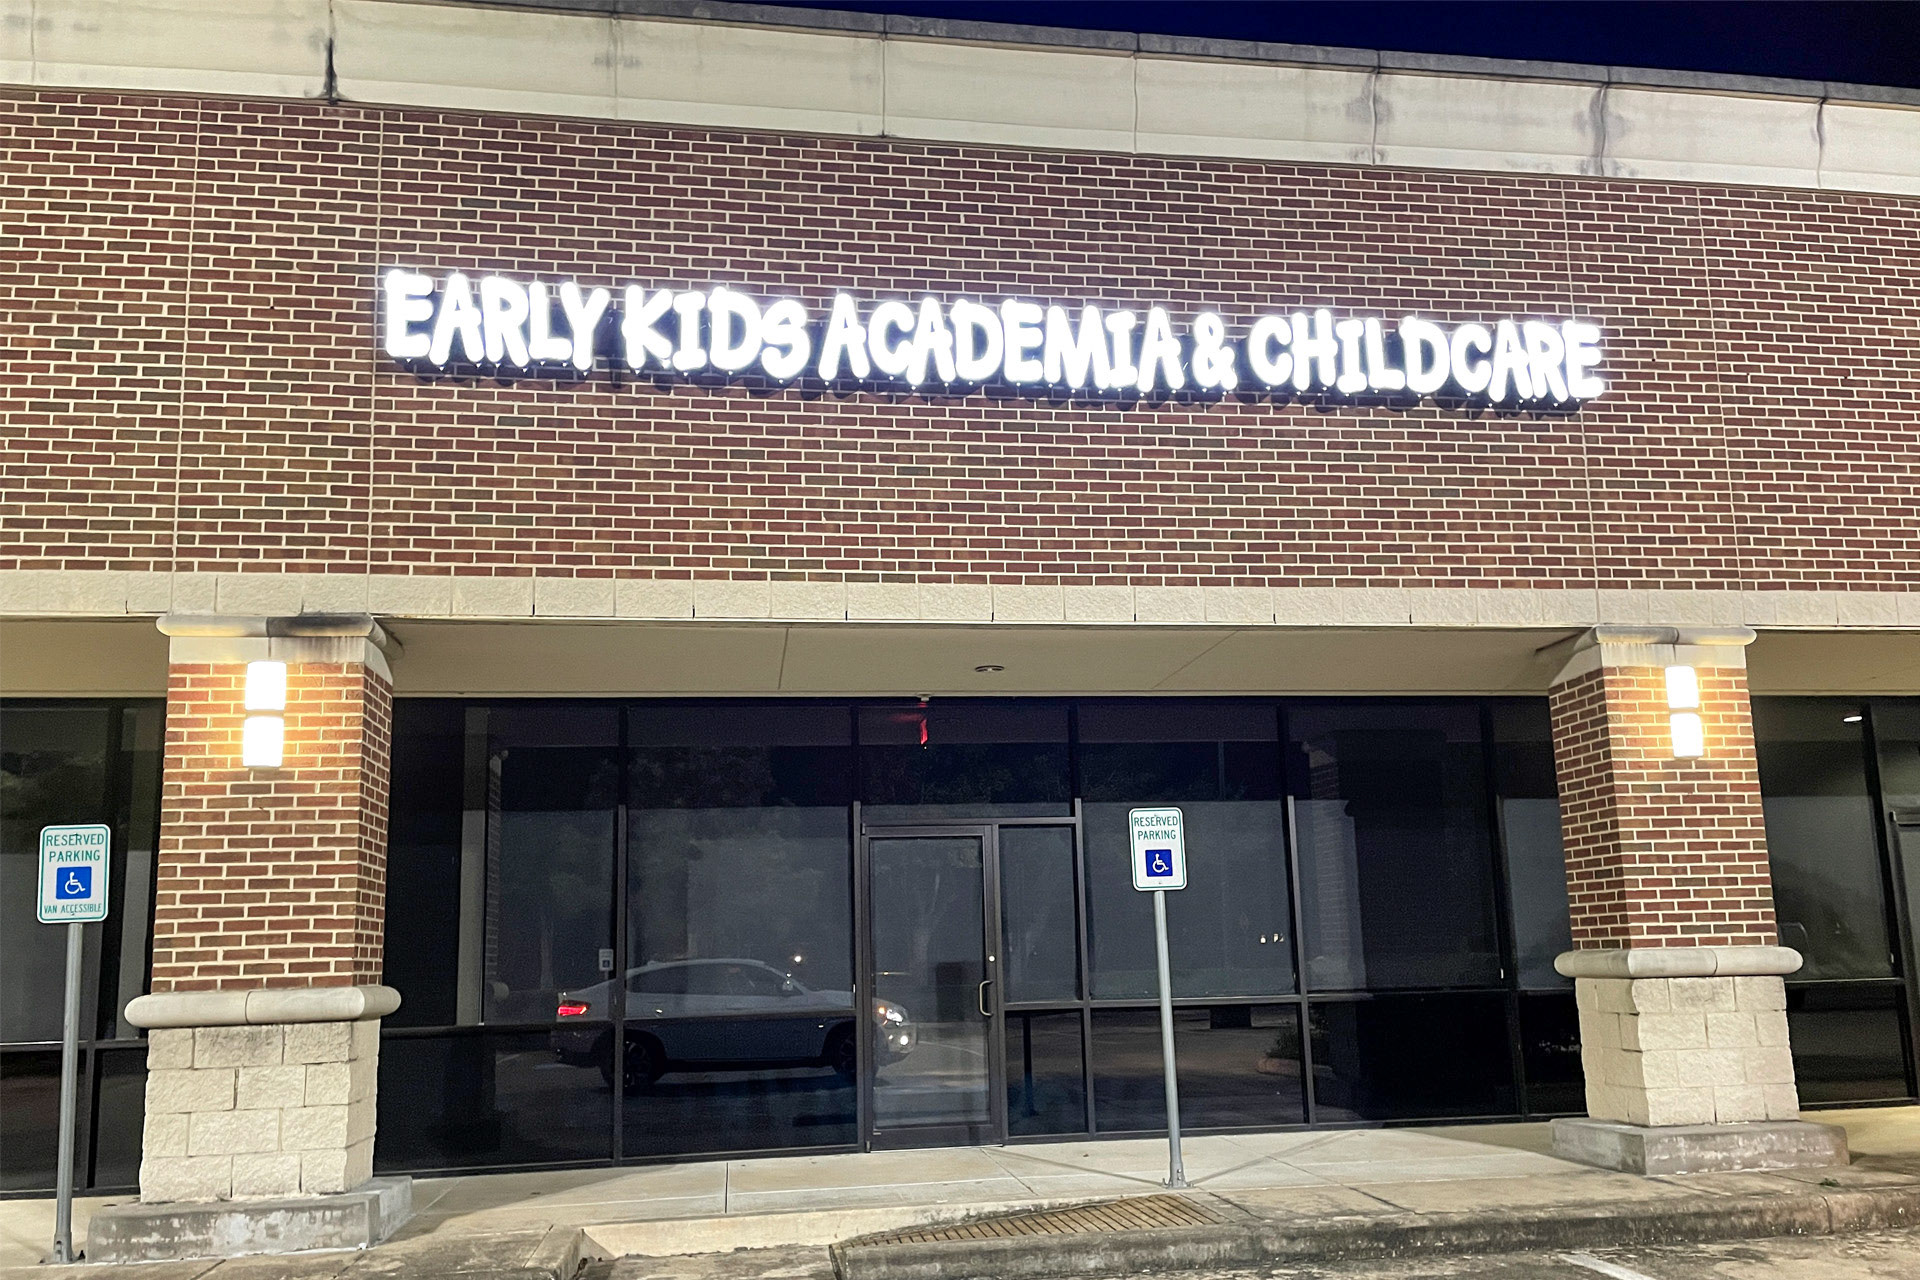 EARLY KIDS ACADEMIA & CHILDCARE
RESERVED
PARKING
VAN ACCESSIBLE
RESERVED
PARKING